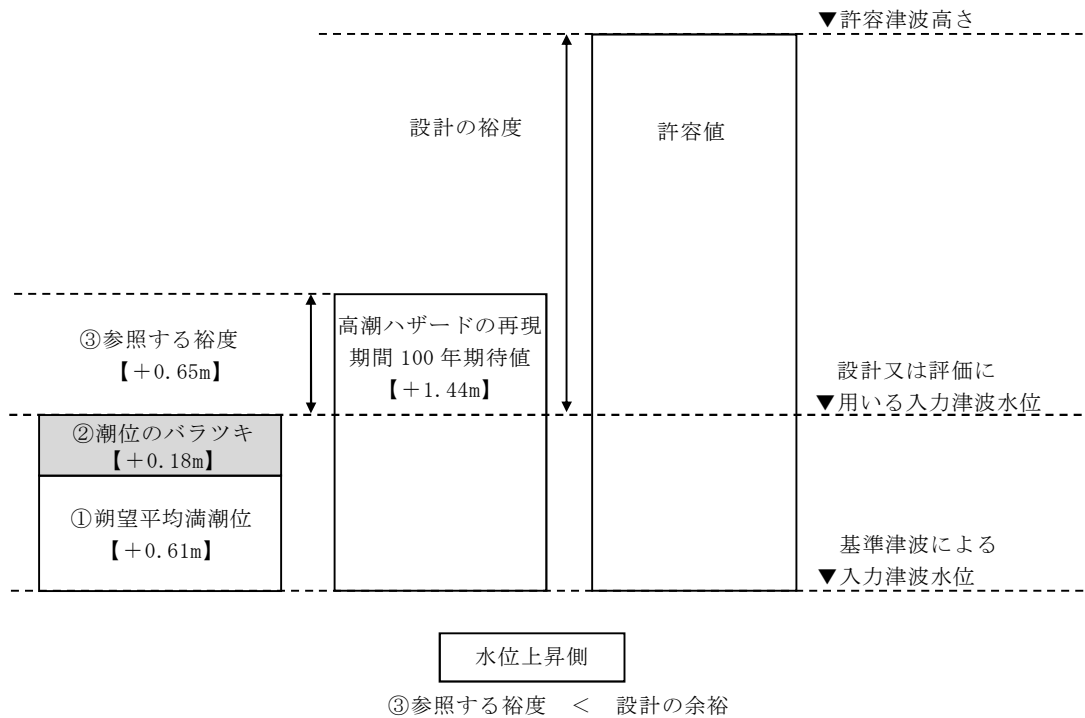 ▼許容津波高さ
設計の裕度
許容値
③参照する裕度
【+0.65m】
高潮ハザードの再現
期間 100 年期待値
【+1.44m】
設計又は評価に
▼用いる入力津波水位
②潮位のバラツキ
【+0.18m】
①朔望平均満潮位
【+0.61m】
基準津波による
▼入力津波水位
水位上昇側
③参照する裕度 < 設計の余裕